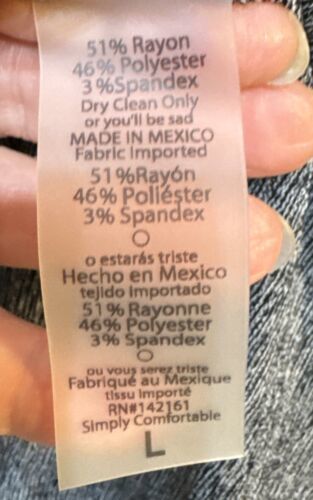 51% Rayon
46% Polyester
3%Spandex
Dry Clean Only
or you'll be sad
MADE IN MEXICO
Fabric Imported
51%Rayón
46% Poliéster
3% Spandex
o estarás triste
Hecho en Mexico
tejido importado
51% Rayonne
46% Polyester
3% Spandex
ou vous serez triste
Fabriqué au Mexique
tissu importé
RN#142161
Simply Comfortable
L